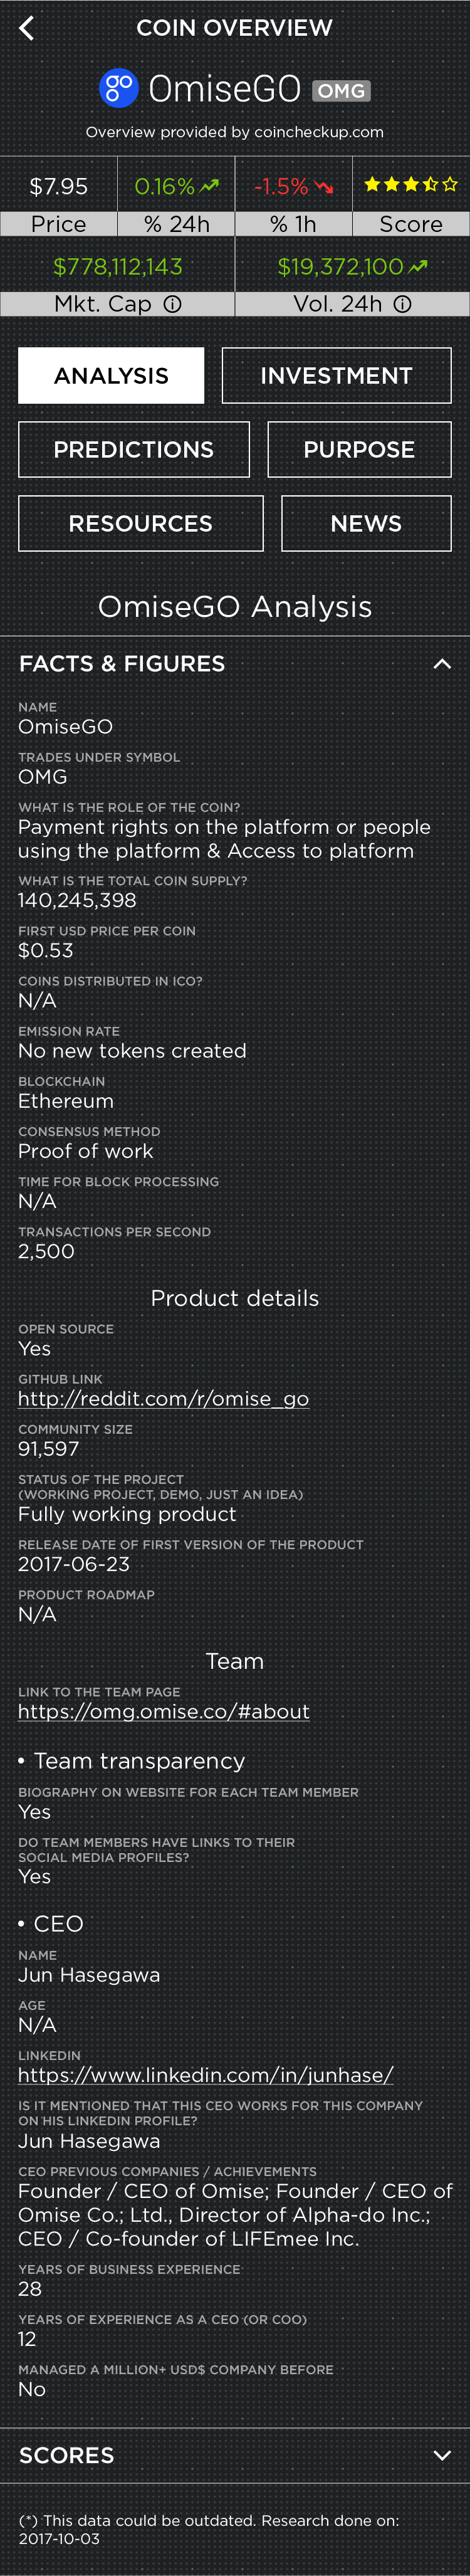 COIN OVERVIEW
OmiseGO OMG
Overview provided by coincheckup.com
$7.95 0.16% -1.5%
Price % 24h % 1h Score
$778,112,143 $19,372,100
Mkt. Cap Vol. 24h
ANALYSIS INVESTMENT
PREDICTIONS PURPOSE
RESOURCES NEWS
OmiseGO Analysis
FACTS & FIGURES
NAME
OmiseGO
TRADES UNDER SYMBOL
OMG
WHAT IS THE ROLE OF THE COIN?
Payment rights on the platform or people
using the platform & Access to platform
WHAT IS THE TOTAL COIN SUPPLY?
140,245,398
FIRST USD PRICE PER COIN
$0.53
COINS DISTRIBUTED IN ICO?
N/A
EMISSION RATE
No new tokens created
BLOCKCHAIN
Ethereum
CONSENSUS METHOD
Proof of work
TIME FOR BLOCK PROCESSING
N/A
TRANSACTIONS PER SECOND
2,500
Product details
OPEN SOURCE
Yes
GITHUB LINK
http://reddit.com/r/omise_go
COMMUNITY SIZE
91,597
STATUS OF THE PROJECT
(WORKING PROJECT, DEMO, JUST AN IDEA)
Fully working product
RELEASE DATE OF FIRST VERSION OF THE PRODUCT
2017-06-23
PRODUCT ROADMAP
N/A
Team
LINK TO THE TEAM PAGE
https://omg.omise.co/#about
• Team transparency
BIOGRAPHY ON WEBSITE FOR EACH TEAM MEMBER
Yes
DO TEAM MEMBERS HAVE LINKS TO THEIR
SOCIAL MEDIA PROFILES?
Yes
• CEO
NAME
Jun Hasegawa
AGE
N/A
LINKEDIN
https://www.linkedin.com/in/junhase/
IS IT MENTIONED THAT THIS CEO WORKS FOR THIS COMPANY
ON HIS LINKEDIN PROFILE?
Jun Hasegawa
CEO PREVIOUS COMPANIES / ACHIEVEMENTS
Founder / CEO of Omise; Founder / CEO of
Omise Co.; Ltd., Director of Alpha-do Inc.;
CEO / Co-founder of LIFEmee Inc.
YEARS OF BUSINESS EXPERIENCE
28
YEARS OF EXPERIENCE AS A CEO (OR COO)
12
MANAGED A MILLION+ USD$ COMPANY BEFORE
No
SCORES
(*) This data could be outdated. Research done on:
2017-10-03